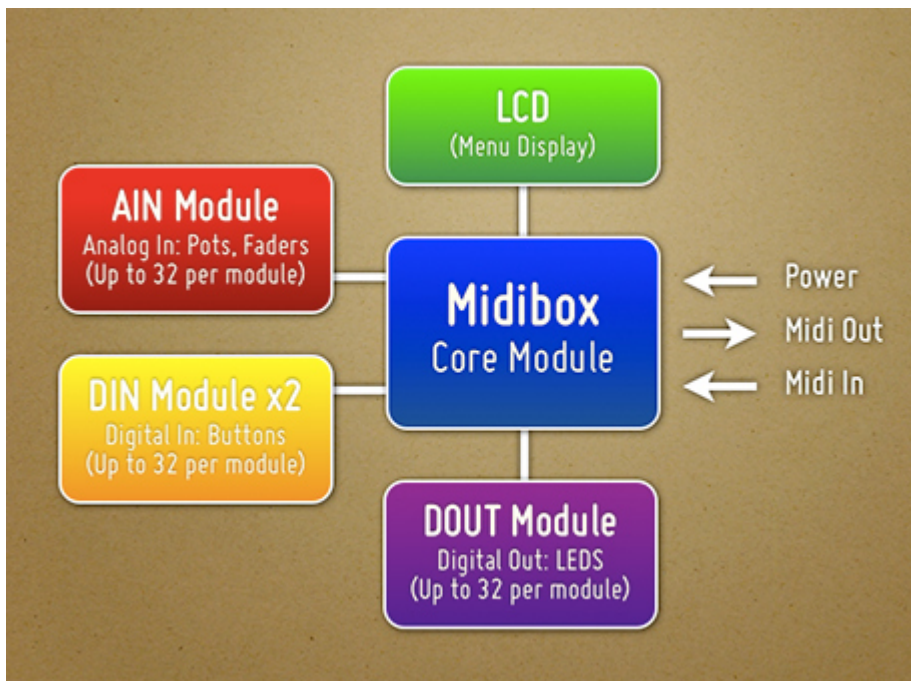 LCD
(Menu Display)
AIN Module
Analog In: Pots, Faders
(Up to 32 per module)
Midibox
Core Module
Power
Midi Out
Midi In
DIN Module x2
Digital In: Buttons
(Up to 32 per module)
DOUT Module
Digital Out: LEDS
(Up to 32 per module)